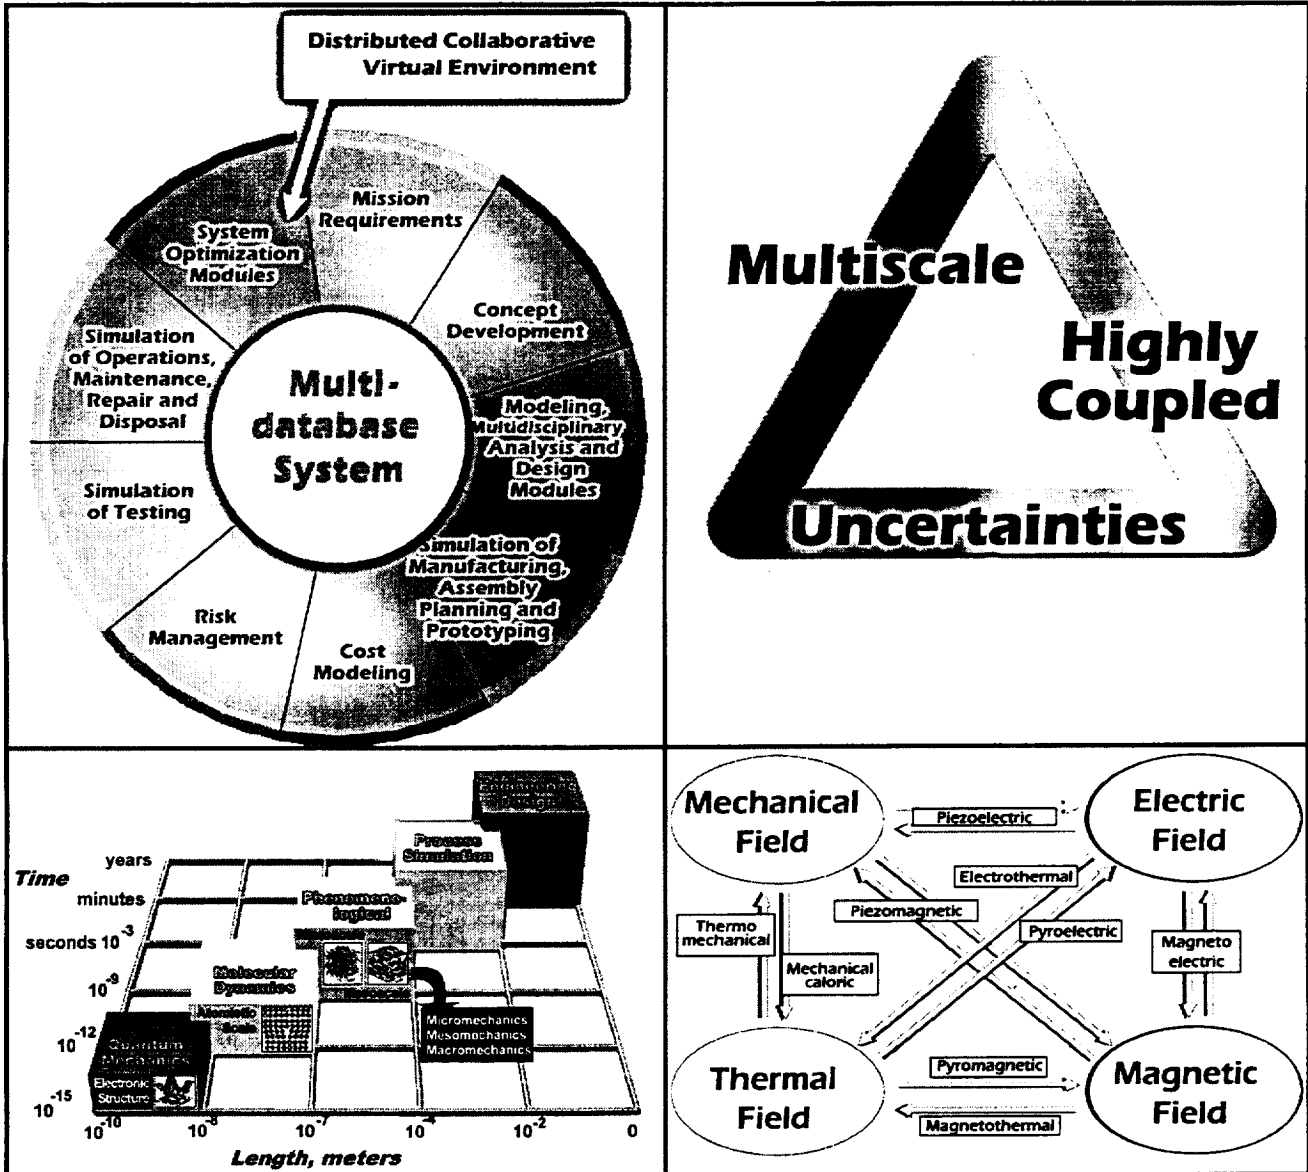 Distributed Collaborative
Virtual Environment
Mission
Requirements
System
Optimization
Modules
Concept
Development
Simulation
of Operations,
Maintenance,
Repair and
Disposal
Multi-
database
System
Modeling,
Multidisciplinary
Analysis and
Design
Modules
Simulation
of Testing
Simulation of
Manufacturing,
Assembly
Planning and
Prototyping
Risk
Management
Cost
Modeling
Multiscale
Highly
Coupled
Uncertainties
Process
Simulation
Time
years
minutes
seconds 10^-3
10^-9
10^-12
10^-15
Phenomeno-
logical
Molecular
Dynamics
Atomistic
Scale
Micromechanics
Mesomochanics
Macromechanics
Quantum
Mechanics
Electronic
Structure
10^-10
10^-8
10^-7
10^-4
10^-2
0
Length, meters
Mechanical
Field
Piezoelectric
Electric
Field
Electrothermal
Piezomagnetic
Pyroelectric
Thermo
mechanical
Mechanical
caloric
Magneto
electric
Thermal
Field
Pyromagnetic
Magnetothermal
Magnetic
Field